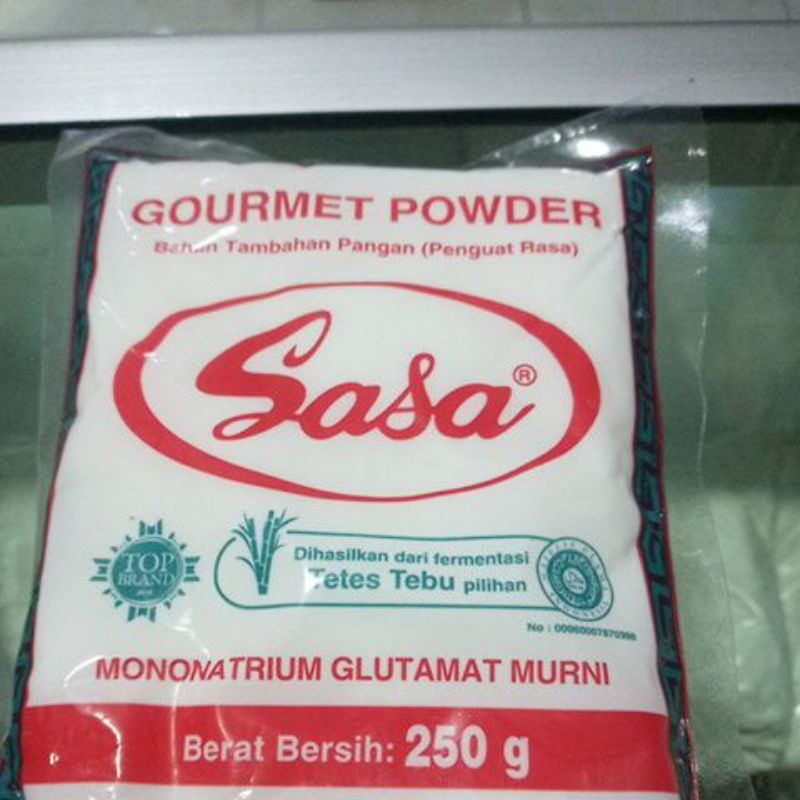 GOURMET POWDER
Bahan Tambahan Pangan (Penguat Rasa)
Sasa®
TOP
BRAND
Dihasilkan dari fermentasi
Tetes Tebu pilihan
MONONATRIUM GLUTAMAT MURNI
Berat Bersih: 250 g